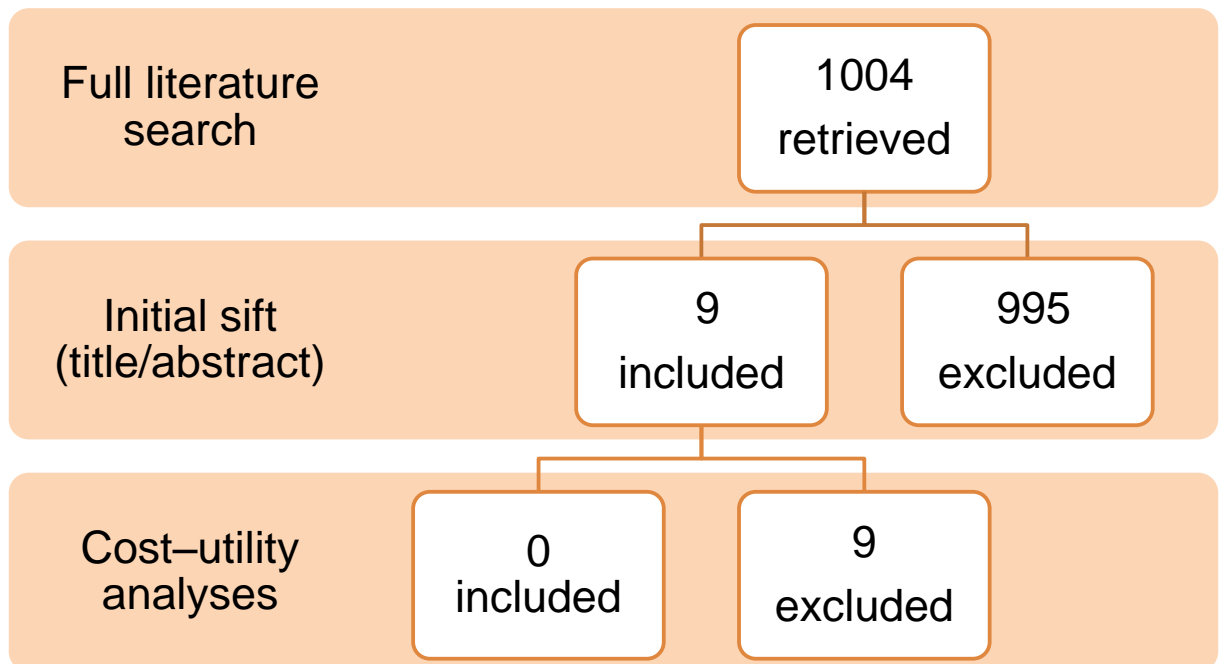 Full literature
search
1004
retrieved
Initial sift
(title/abstract)
9
included
995
excluded
Cost–utility
analyses
0
included
9
excluded